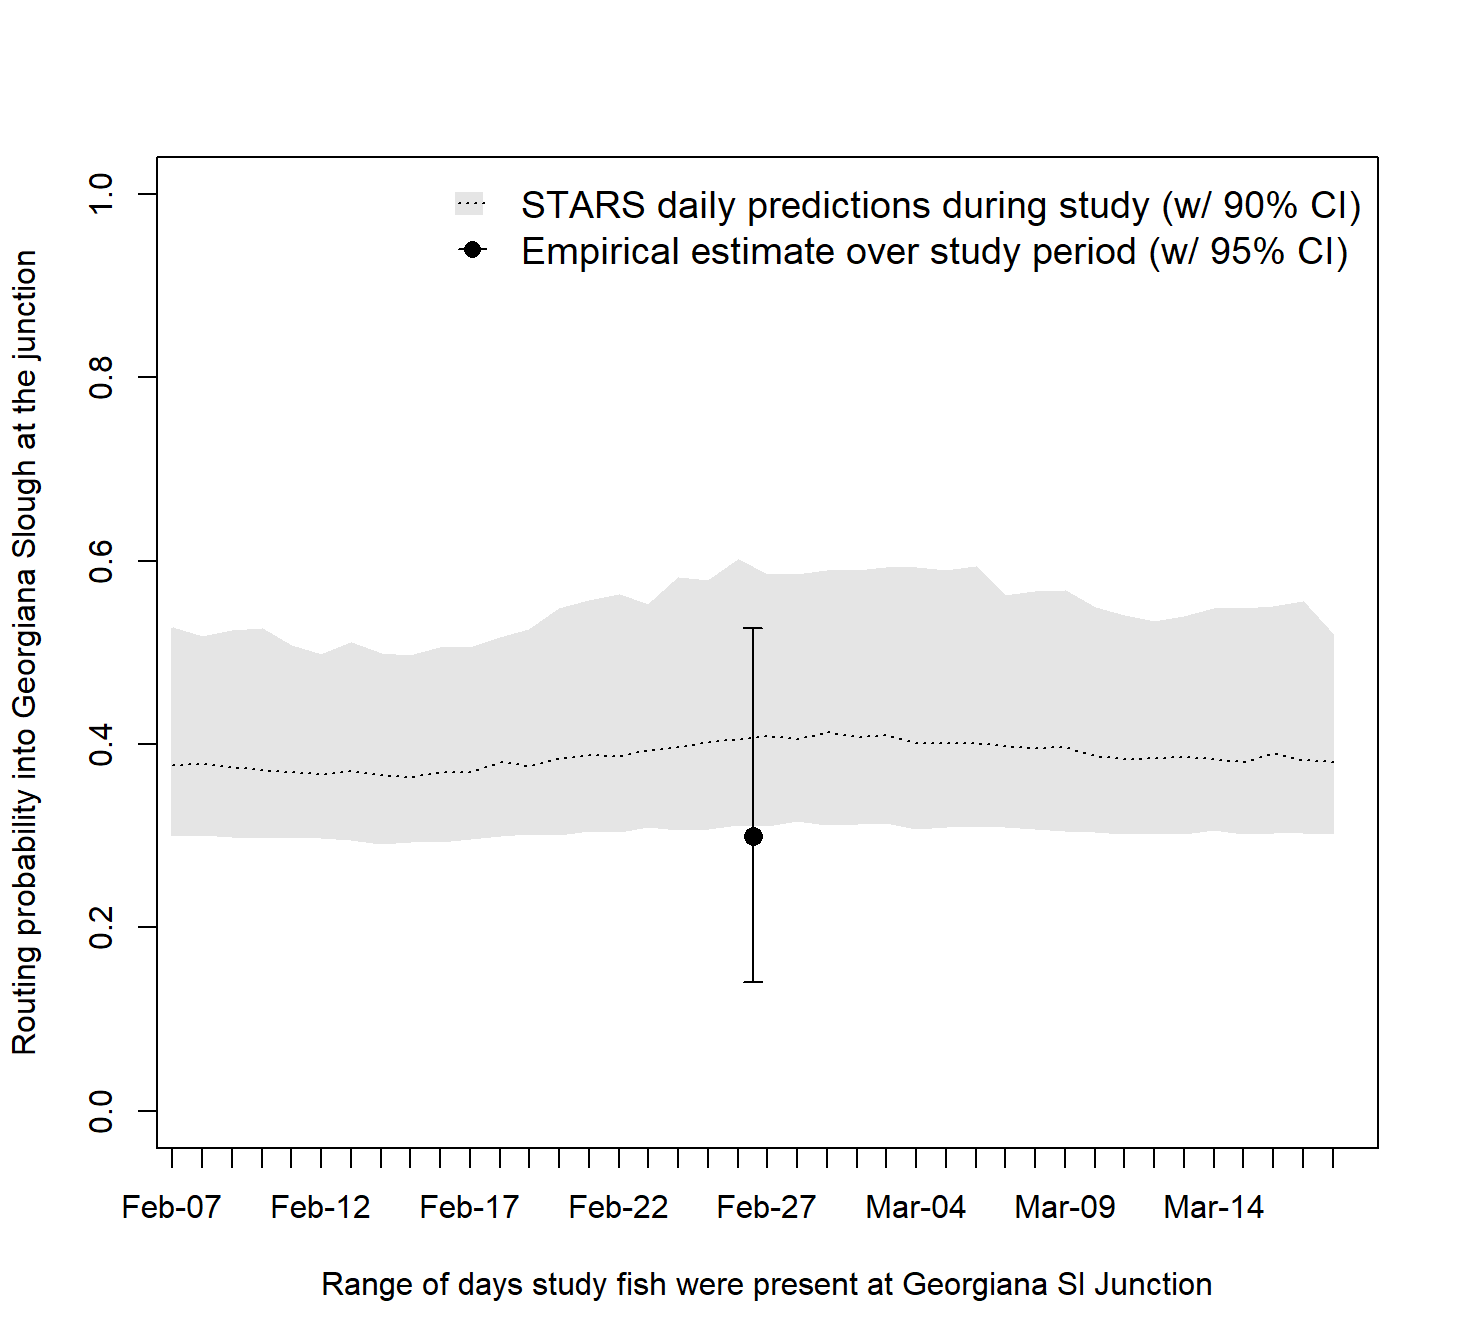 STARS daily predictions during study (w/ 90% CI)
Empirical estimate over study period (w/ 95% CI)
Routing probability into Georgiana Slough at the junction
1.0
0.8
0.6
0.4
0.2
0.0
Feb-07 Feb-12 Feb-17 Feb-22 Feb-27 Mar-04 Mar-09 Mar-14
Range of days study fish were present at Georgiana Sl Junction